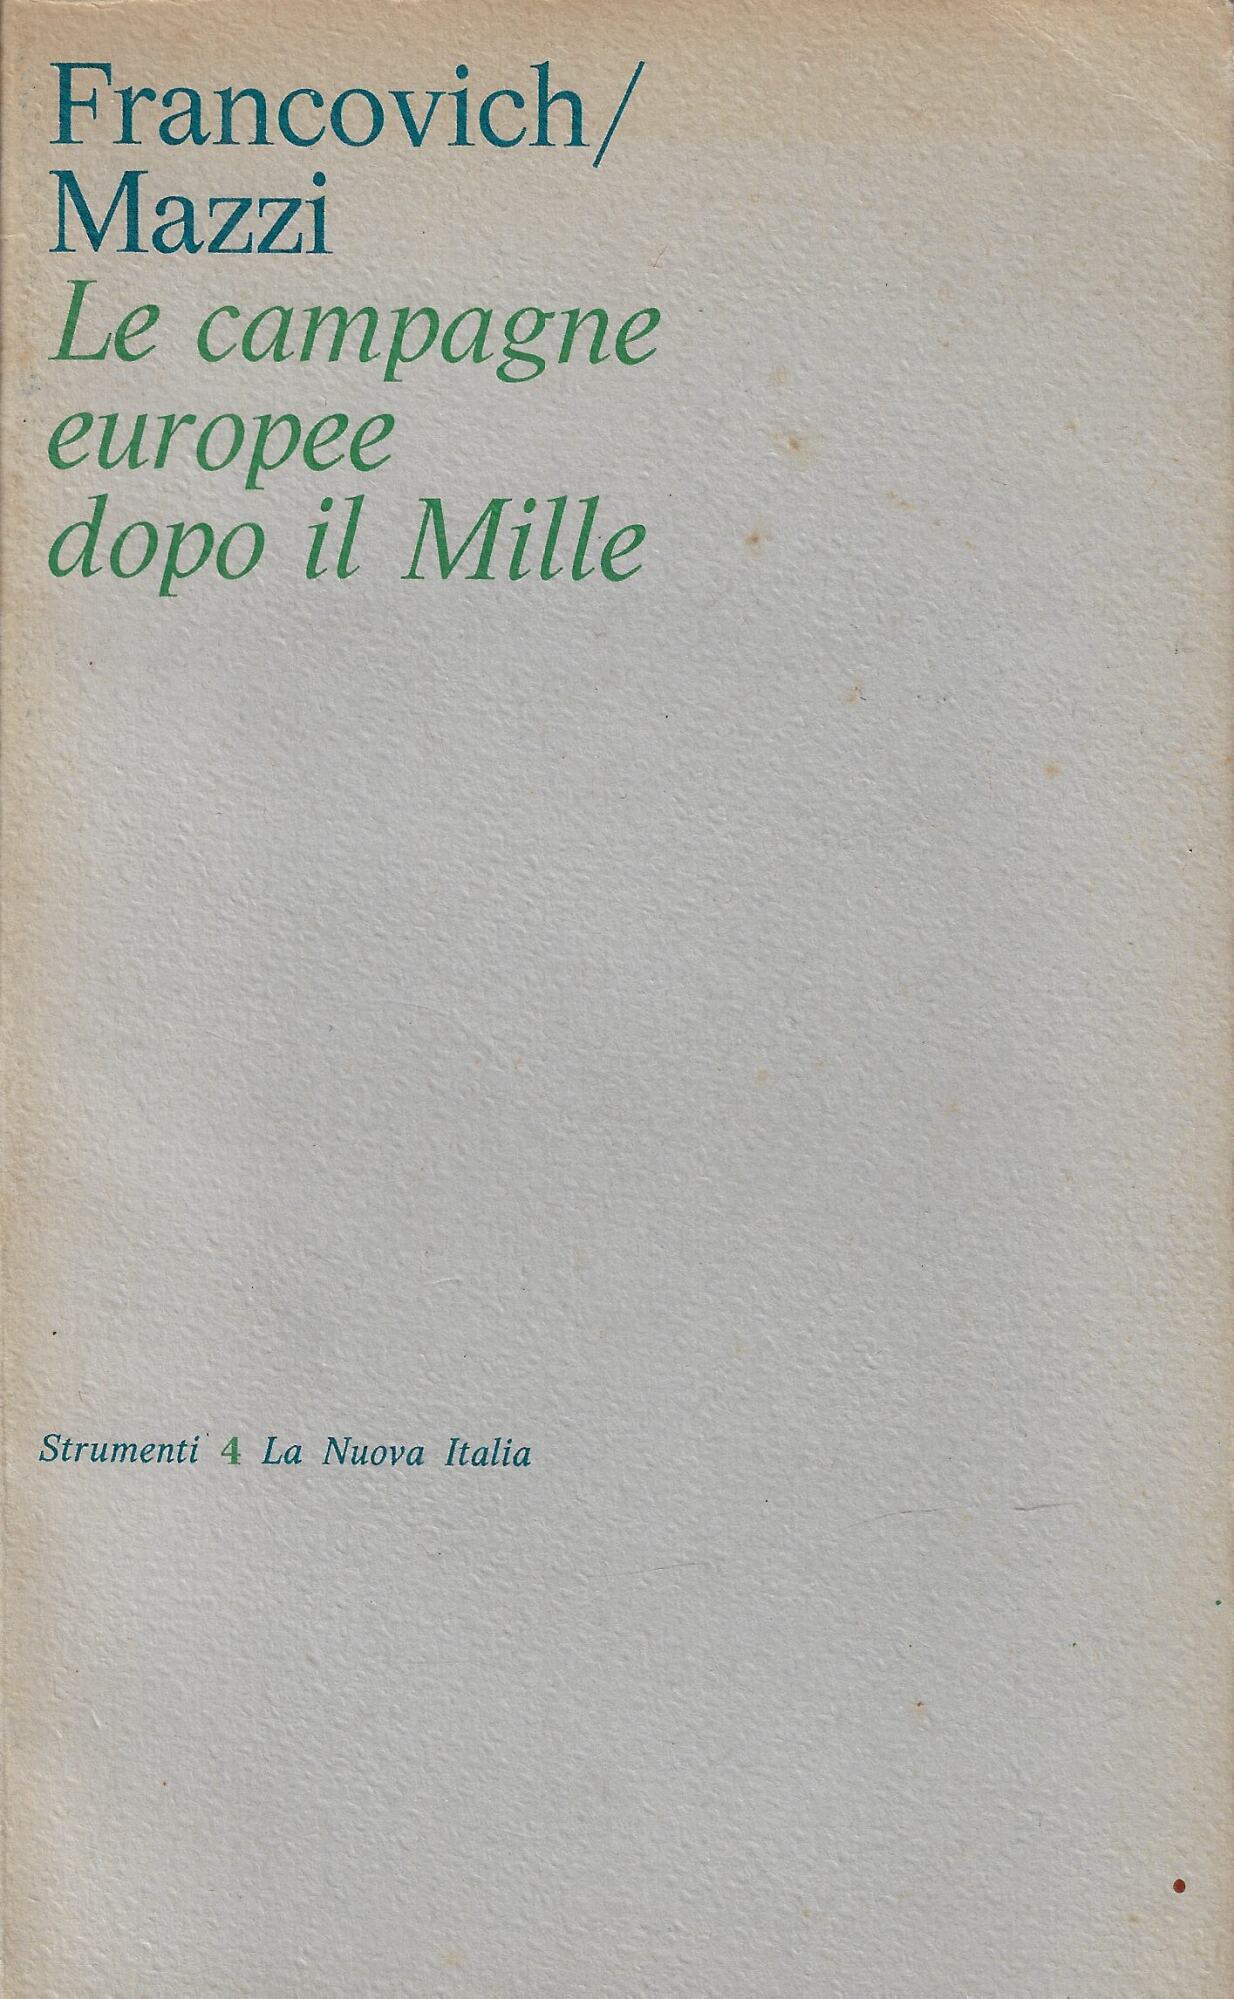 Francovich/
Mazzi
Le campagne
europee
dopo il Mille
Strumenti 4 La Nuova Italia